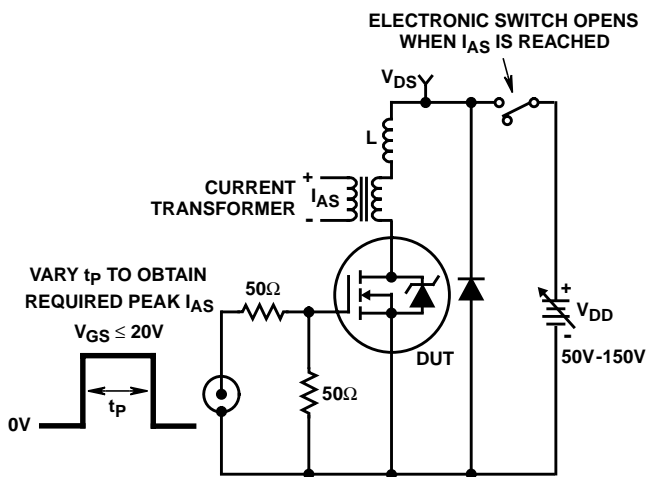 ELECTRONIC SWITCH OPENS
WHEN IAS IS REACHED
VDS
L
+
CURRENT
TRANSFORMER
IAS
-
VARY tP TO OBTAIN
REQUIRED PEAK IAS
50Ω
VGS ≤ 20V
+
VDD
-
50V-150V
DUT
50Ω
tP
0V